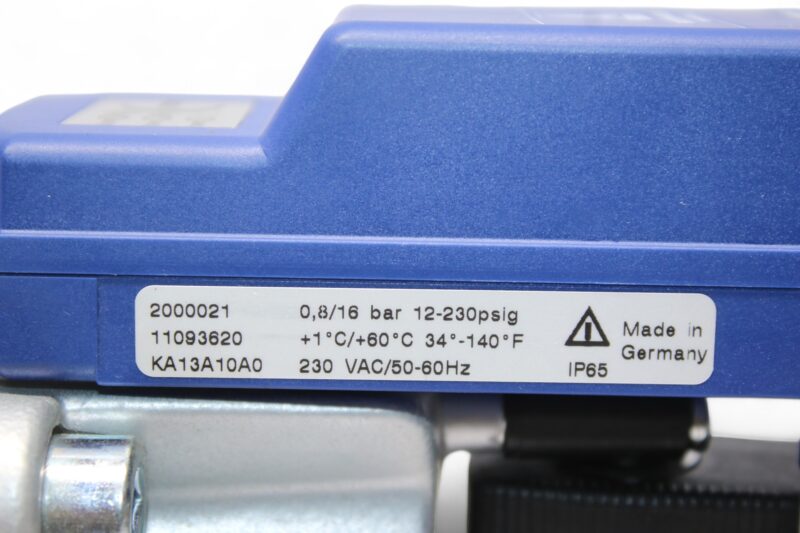 2000021 0,8/16 bar 12-230psig
11093620 +1°C/+60°C 34°-140°F
KA13A10A0 230 VAC/50-60Hz
IP65
Made in
Germany